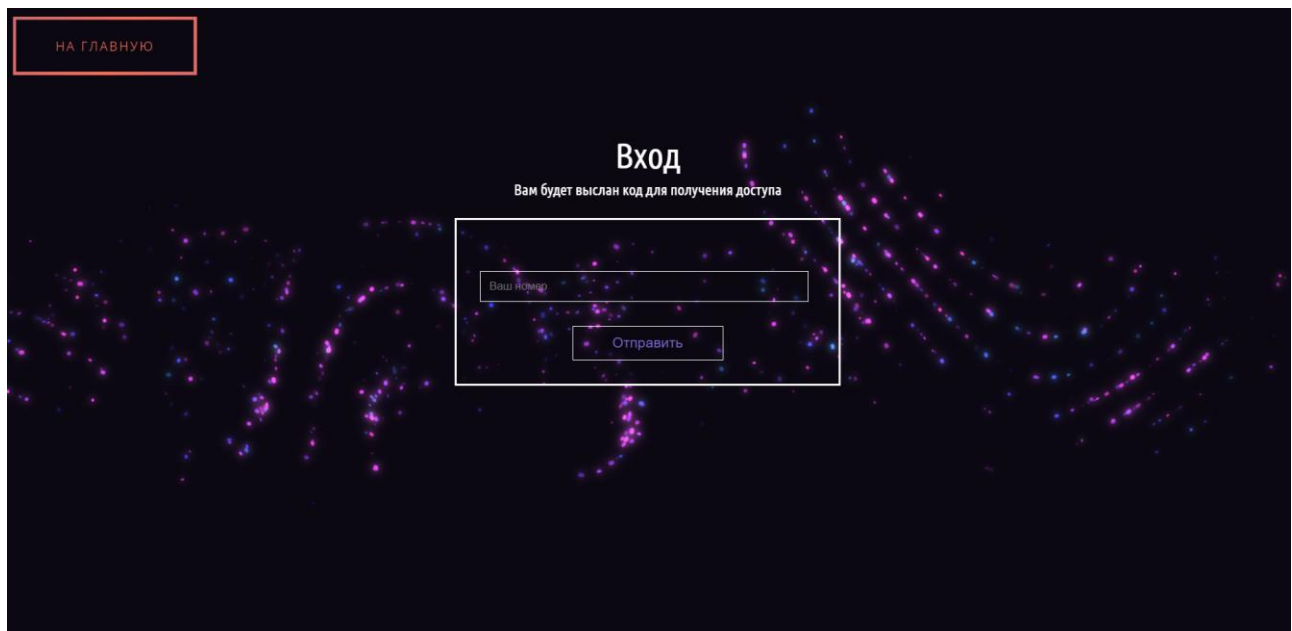 НА ГЛАВНУЮ
Вход
Вам будет выслан код для получения доступа
Ваш номер
Отправить